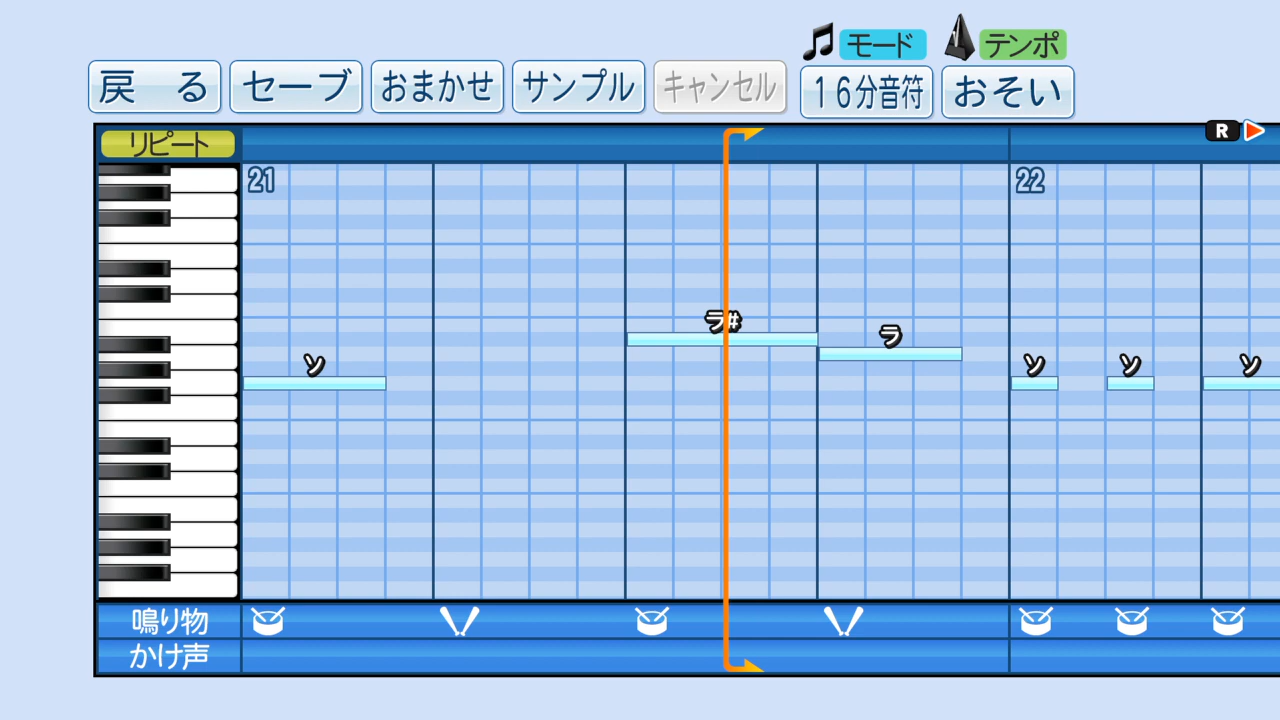 モード テンポ
戻る セーブ おまかせ サンプル キャンセル 16分音符 おそい
リピート R
21 22
ラ#
ラ
ソ ソ ソ ソ
鳴り物
かけ声